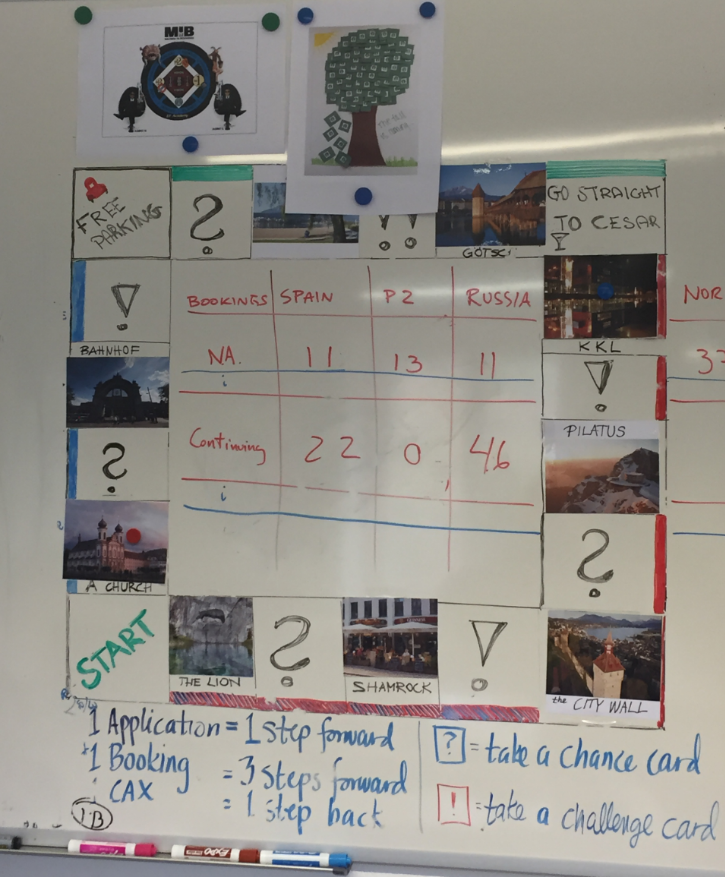 MIB
FREE
PARKING
?
!!
GÖTSCI
GO STRAIGHT
TO CESAR
!
BAHNHOF
?
A CHURCH
START
BOOKINGS SPAIN P2 RUSSIA
NA. 11 13 11
i
Continuing 22 0 46
i
NOR
KKL
!
PILATUS
?
THE LION
?
SHAMROCK
!
the CITY WALL
1 Application = 1 step forward
1 Booking = 3 steps forward
CAX = 1 step back
? = take a chance card
! = take a challenge card